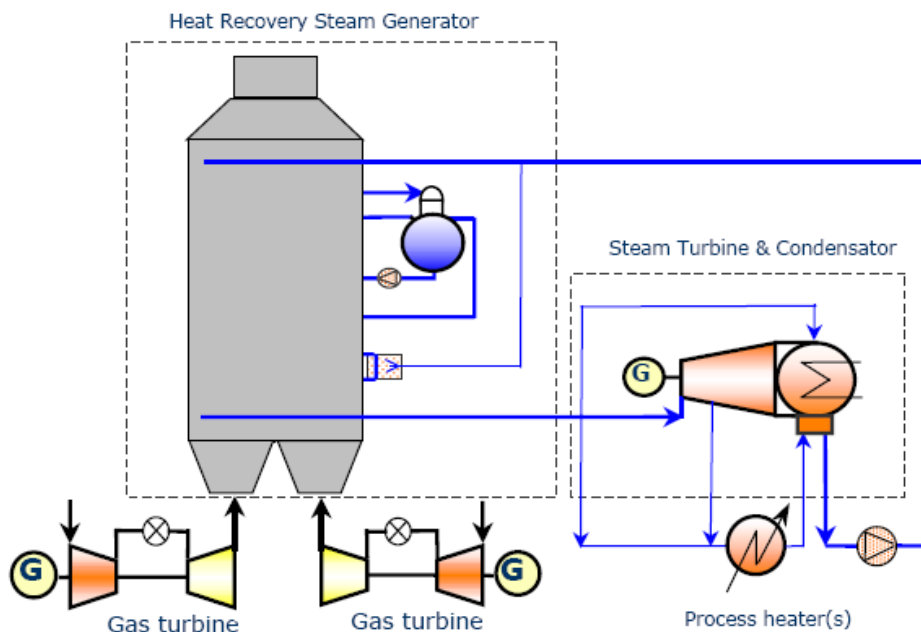 Heat Recovery Steam Generator
Steam Turbine & Condensator
G
G
G
Gas turbine
Gas turbine
Process heater(s)